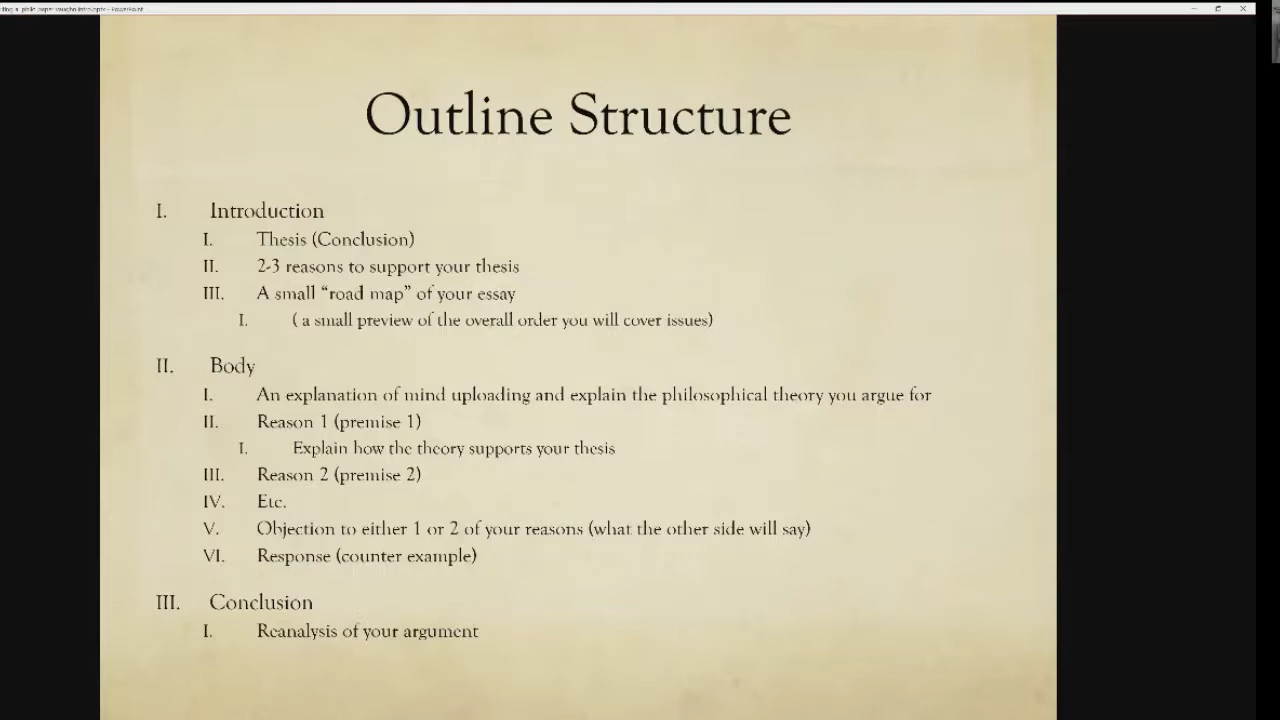 Outline Structure
I. Introduction
I. Thesis (Conclusion)
II. 2-3 reasons to support your thesis
III. A small “road map” of your essay
I. ( a small preview of the overall order you will cover issues)
II. Body
I. An explanation of mind uploading and explain the philosophical theory you argue for
II. Reason 1 (premise 1)
I. Explain how the theory supports your thesis
III. Reason 2 (premise 2)
IV. Etc.
V. Objection to either 1 or 2 of your reasons (what the other side will say)
VI. Response (counter example)
III. Conclusion
I. Reanalysis of your argument